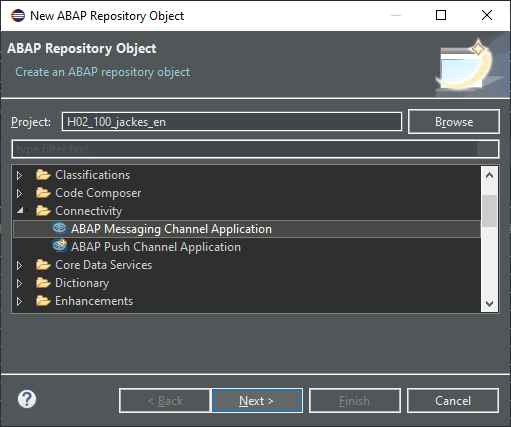 New ABAP Repository Object
ABAP Repository Object
Create an ABAP repository object
Project: H02_100_jackes_en Browse
type filter text
Classifications
Code Composer
Connectivity
ABAP Messaging Channel Application
ABAP Push Channel Application
Core Data Services
Dictionary
Enhancements
? < Back Next > Finish Cancel